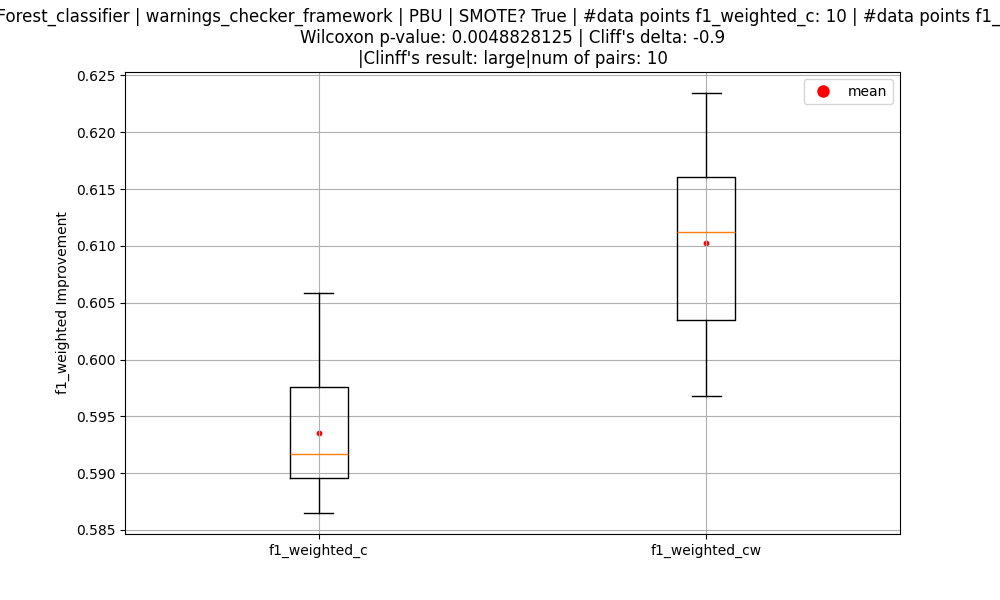 Forest_classifier | warnings_checker_framework | PBU | SMOTE? True | #data points f1_weighted_c: 10 | #data points f1_
Wilcoxon p-value: 0.0048828125 | Cliff's delta: -0.9
|Clinff's result: large|num of pairs: 10
mean
f1_weighted Improvement
0.625
0.620
0.615
0.610
0.605
0.600
0.595
0.590
0.585
f1_weighted_c
f1_weighted_cw